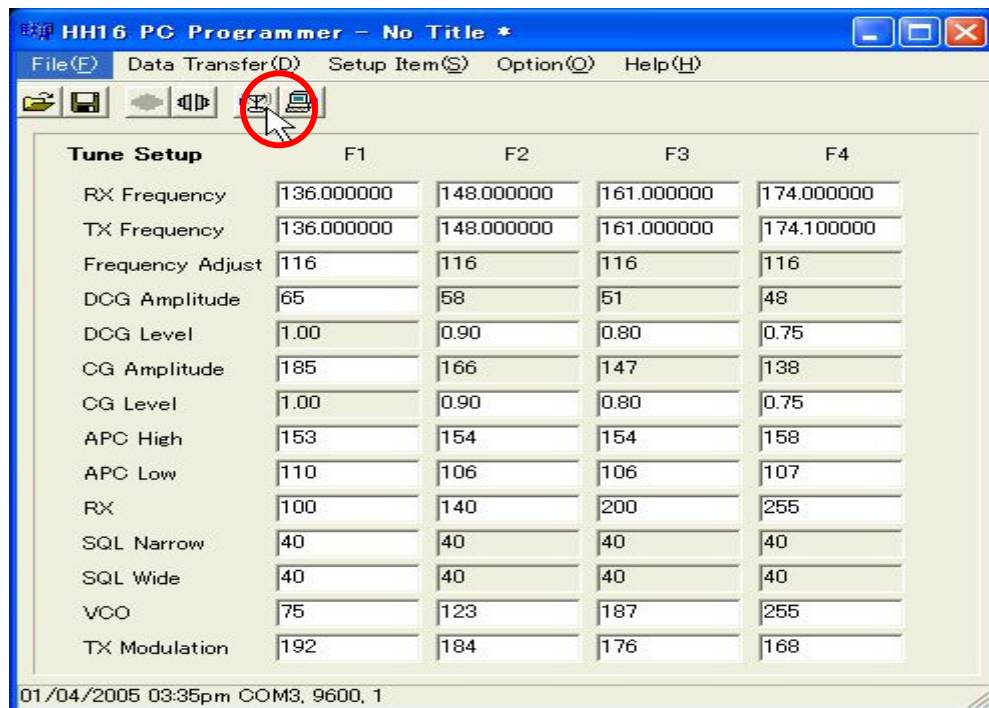 HH16 PC Programmer - No Title *
File(F) Data Transfer(D) Setup Item(S) Option(O) Help(H)
Tune Setup F1 F2 F3 F4
RX Frequency 136.000000 148.000000 161.000000 174.000000
TX Frequency 136.000000 148.000000 161.000000 174.100000
Frequency Adjust 116 116 116 116
DCG Amplitude 65 58 51 48
DCG Level 1.00 0.90 0.80 0.75
CG Amplitude 185 166 147 138
CG Level 1.00 0.90 0.80 0.75
APC High 153 154 154 158
APC Low 110 106 106 107
RX 100 140 200 255
SQL Narrow 40 40 40 40
SQL Wide 40 40 40 40
VCO 75 123 187 255
TX Modulation 192 184 176 168
01/04/2005 03:35pm COM3, 9600, 1